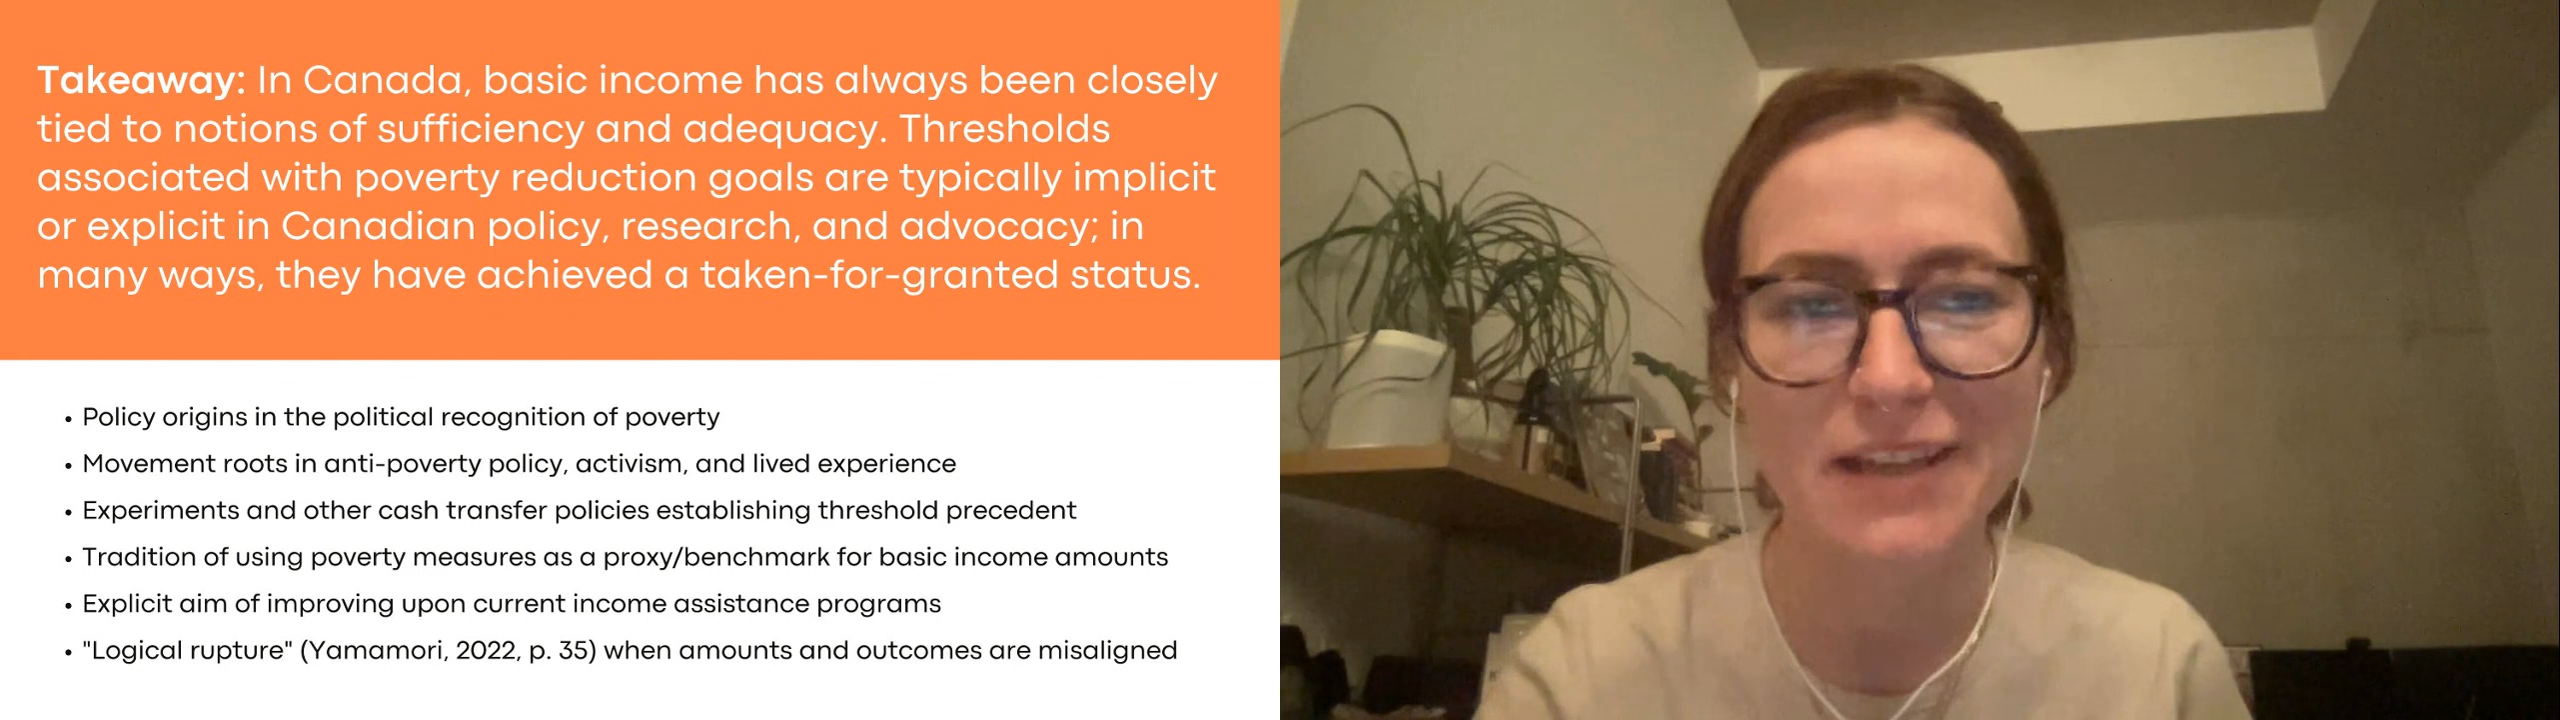 Takeaway: In Canada, basic income has always been closely
tied to notions of sufficiency and adequacy. Thresholds
associated with poverty reduction goals are typically implicit
or explicit in Canadian policy, research, and advocacy; in
many ways, they have achieved a taken-for-granted status.
• Policy origins in the political recognition of poverty
• Movement roots in anti-poverty policy, activism, and lived experience
• Experiments and other cash transfer policies establishing threshold precedent
• Tradition of using poverty measures as a proxy/benchmark for basic income amounts
• Explicit aim of improving upon current income assistance programs
• "Logical rupture" (Yamamori, 2022, p. 35) when amounts and outcomes are misaligned